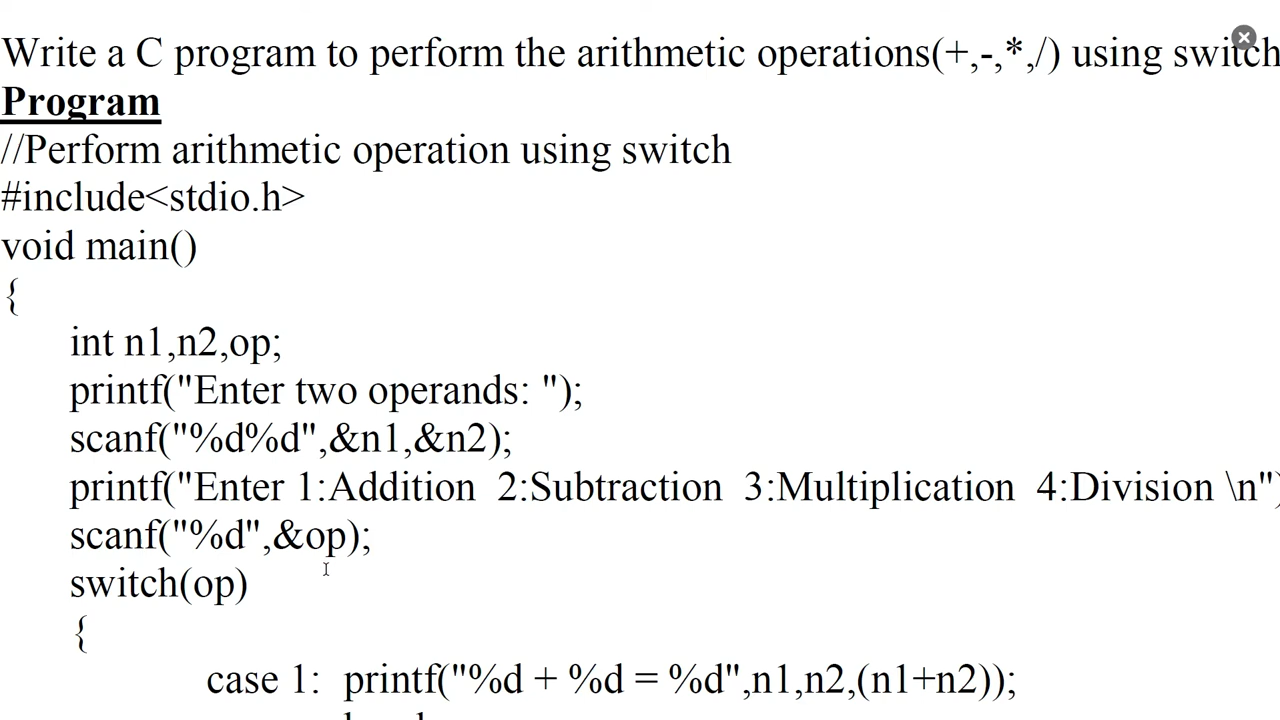 Write a C program to perform the arithmetic operations(+,-,*,/) using switch
Program
//Perform arithmetic operation using switch
#include<stdio.h>
void main()
{
int n1,n2,op;
printf("Enter two operands: ");
scanf("%d%d",&n1,&n2);
printf("Enter 1:Addition  2:Subtraction  3:Multiplication  4:Division \n")
scanf("%d",&op);
switch(op)
{
case 1:  printf("%d + %d = %d",n1,n2,(n1+n2));